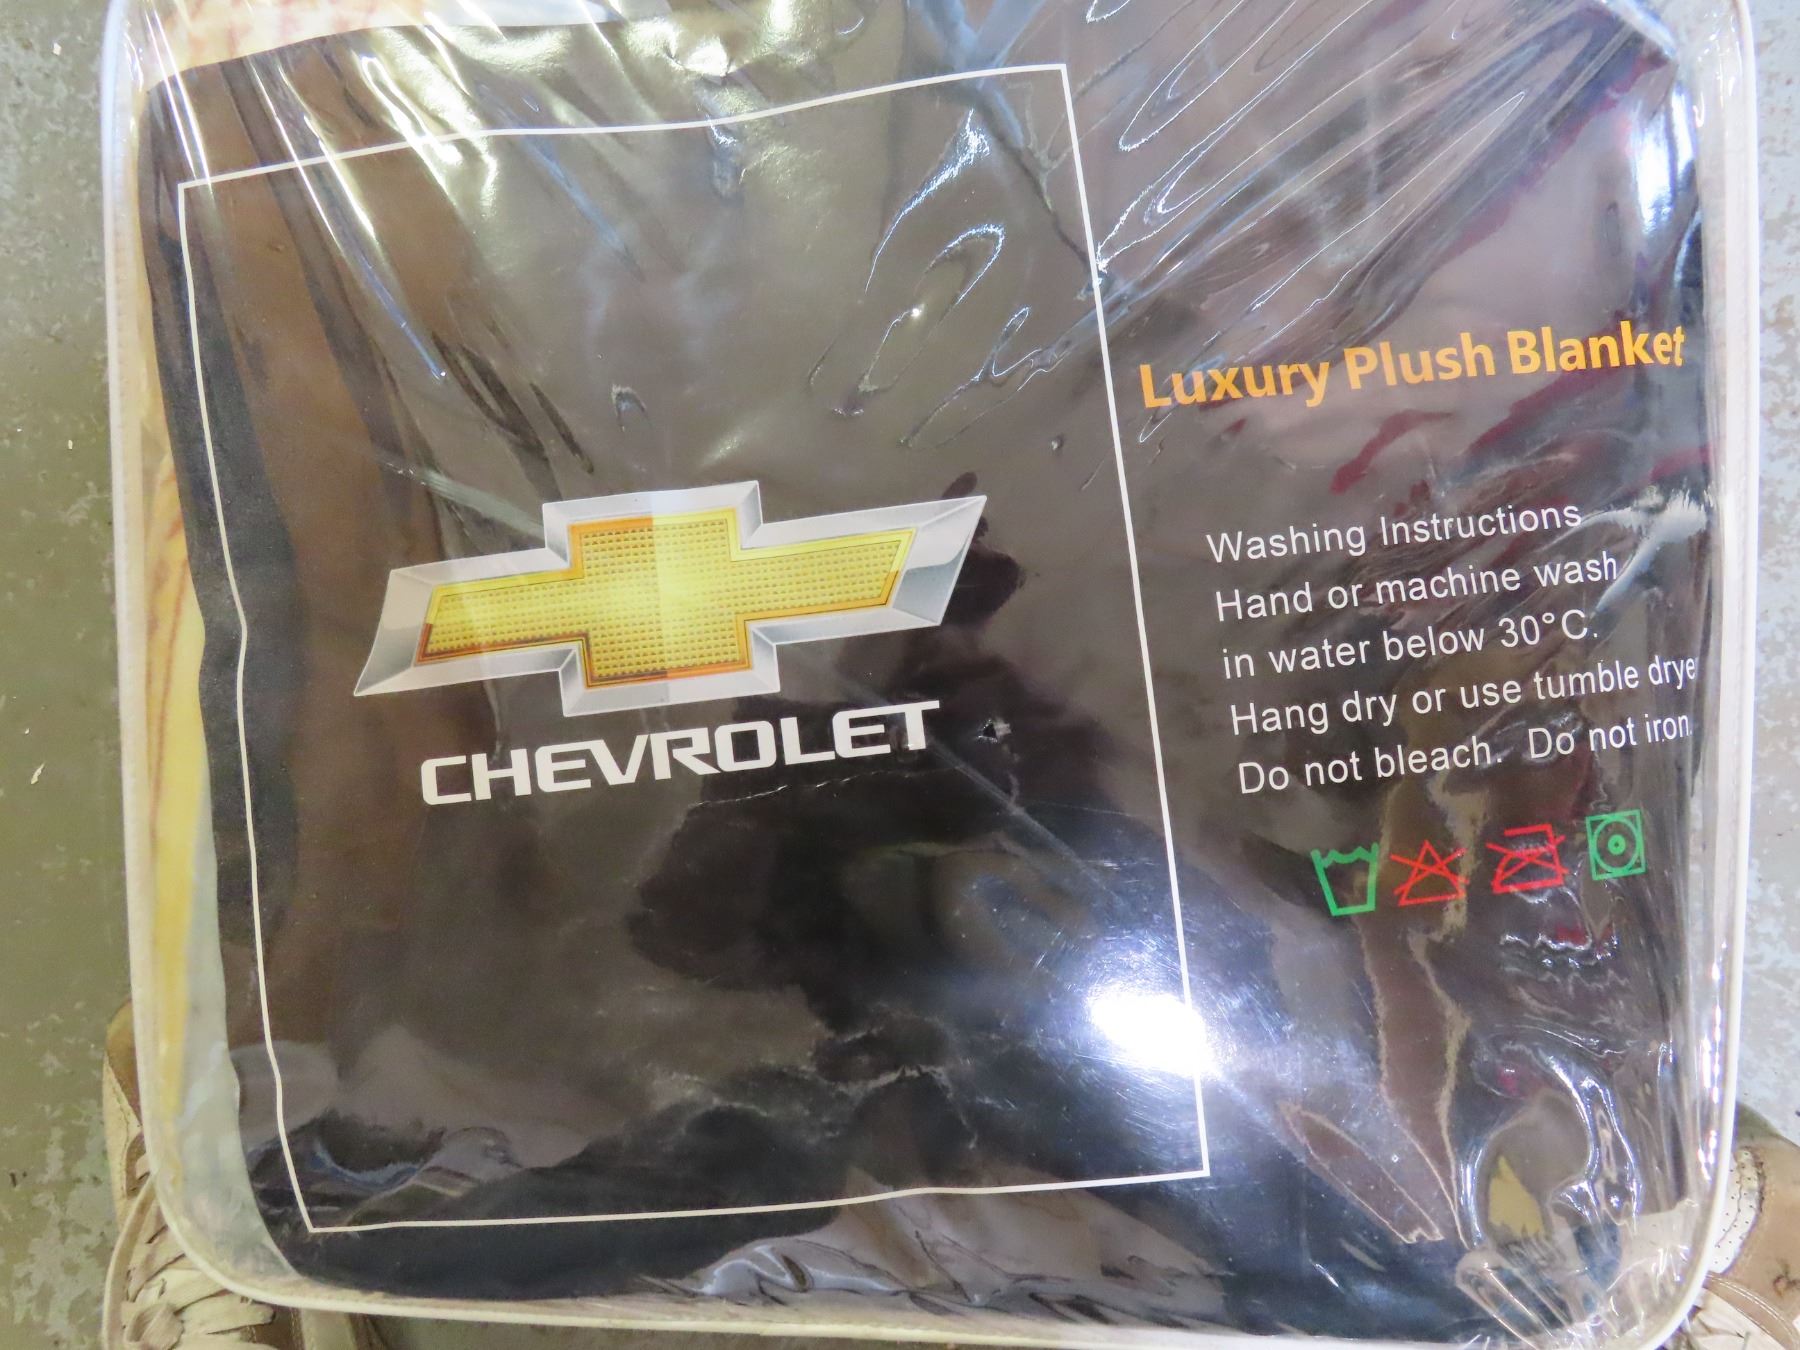 CHEVROLET
Luxury Plush Blanket
Washing Instructions
Hand or machine wash
in water below 30°C.
Hang dry or use tumble drye
Do not bleach. Do not iron.